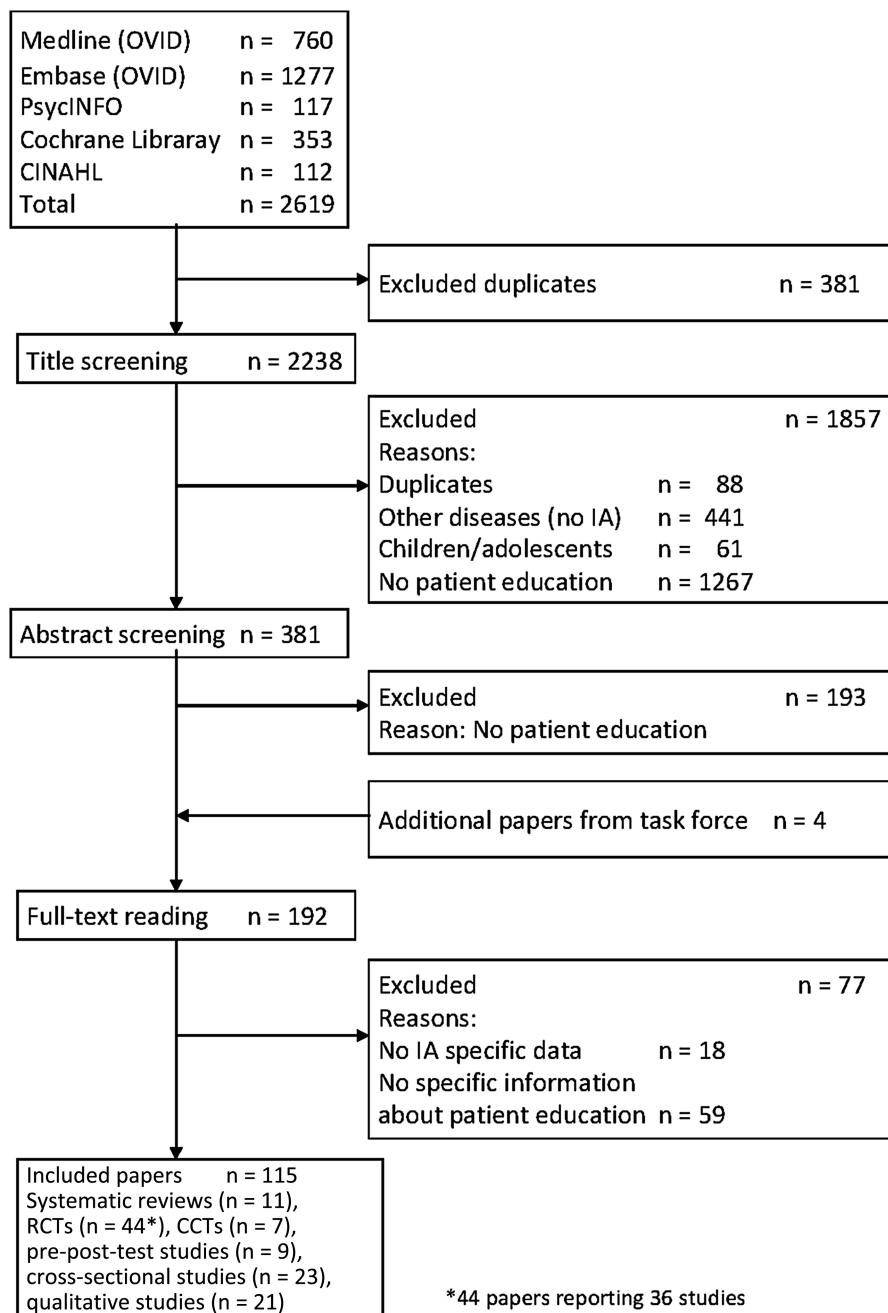 Medline (OVID) n = 760
Embase (OVID) n = 1277
PsycINFO n = 117
Cochrane Libraray n = 353
CINAHL n = 112
Total n = 2619
Excluded duplicates n = 381
Title screening n = 2238
Excluded n = 1857
Reasons:
Duplicates n = 88
Other diseases (no IA) n = 441
Children/adolescents n = 61
No patient education n = 1267
Abstract screening n = 381
Excluded n = 193
Reason: No patient education
Additional papers from task force n = 4
Full-text reading n = 192
Excluded n = 77
Reasons:
No IA specific data n = 18
No specific information
about patient education n = 59
Included papers n = 115
Systematic reviews (n = 11),
RCTs (n = 44*), CCTs (n = 7),
pre-post-test studies (n = 9),
cross-sectional studies (n = 23),
qualitative studies (n = 21)
*44 papers reporting 36 studies